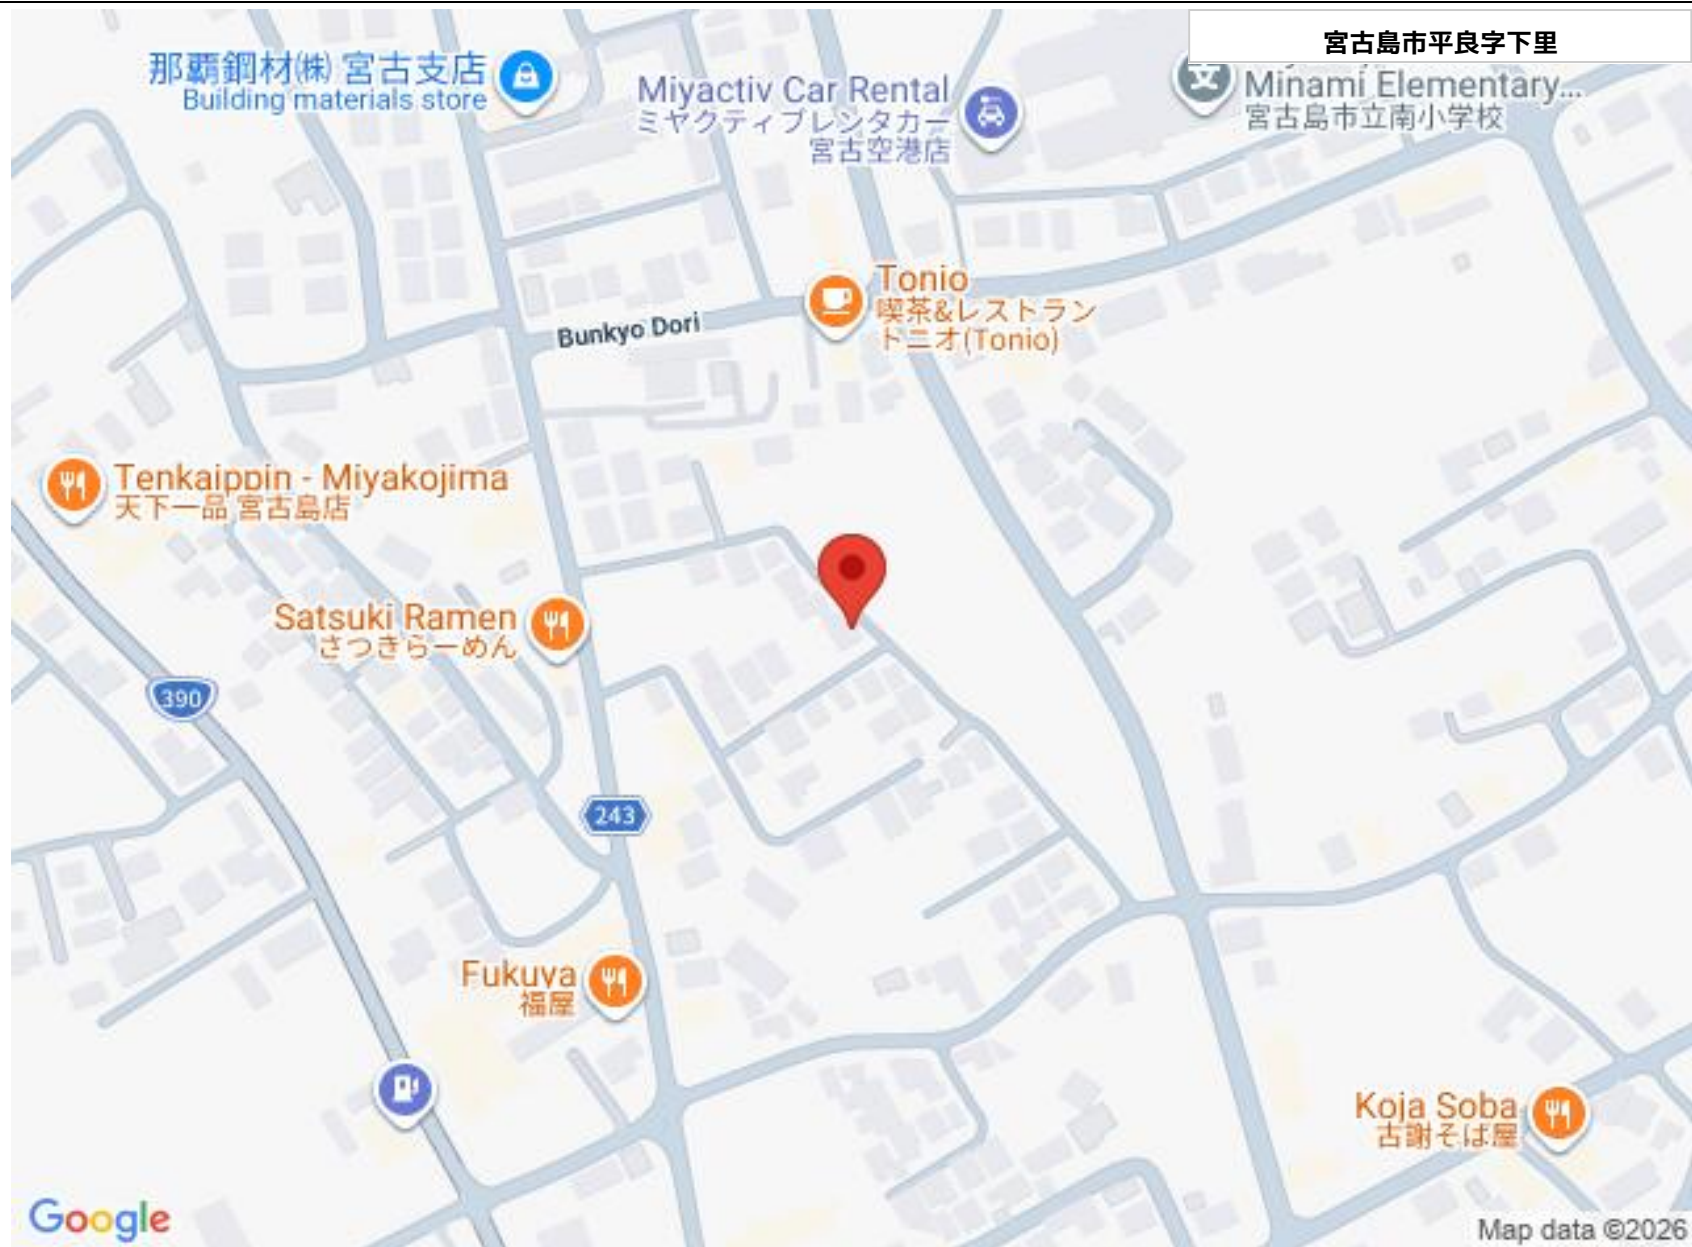 宮古島市平良字下里
那覇鋼材㈱ 宮古支店
Building materials store
Miyactiv Car Rental
ミヤクティブレンタカー
宮古空港店
Minami Elementary...
宮古島市立南小学校
Tonio
喫茶&レストラン
トニオ(Tonio)
Bunkyo Dori
Tenkaippin - Miyakojima
天下一品 宮古島店
Satsuki Ramen
さつきらーめん
390
243
Fukuya
福屋
Koja Soba
古謝そば屋
Google
Map data ©2026